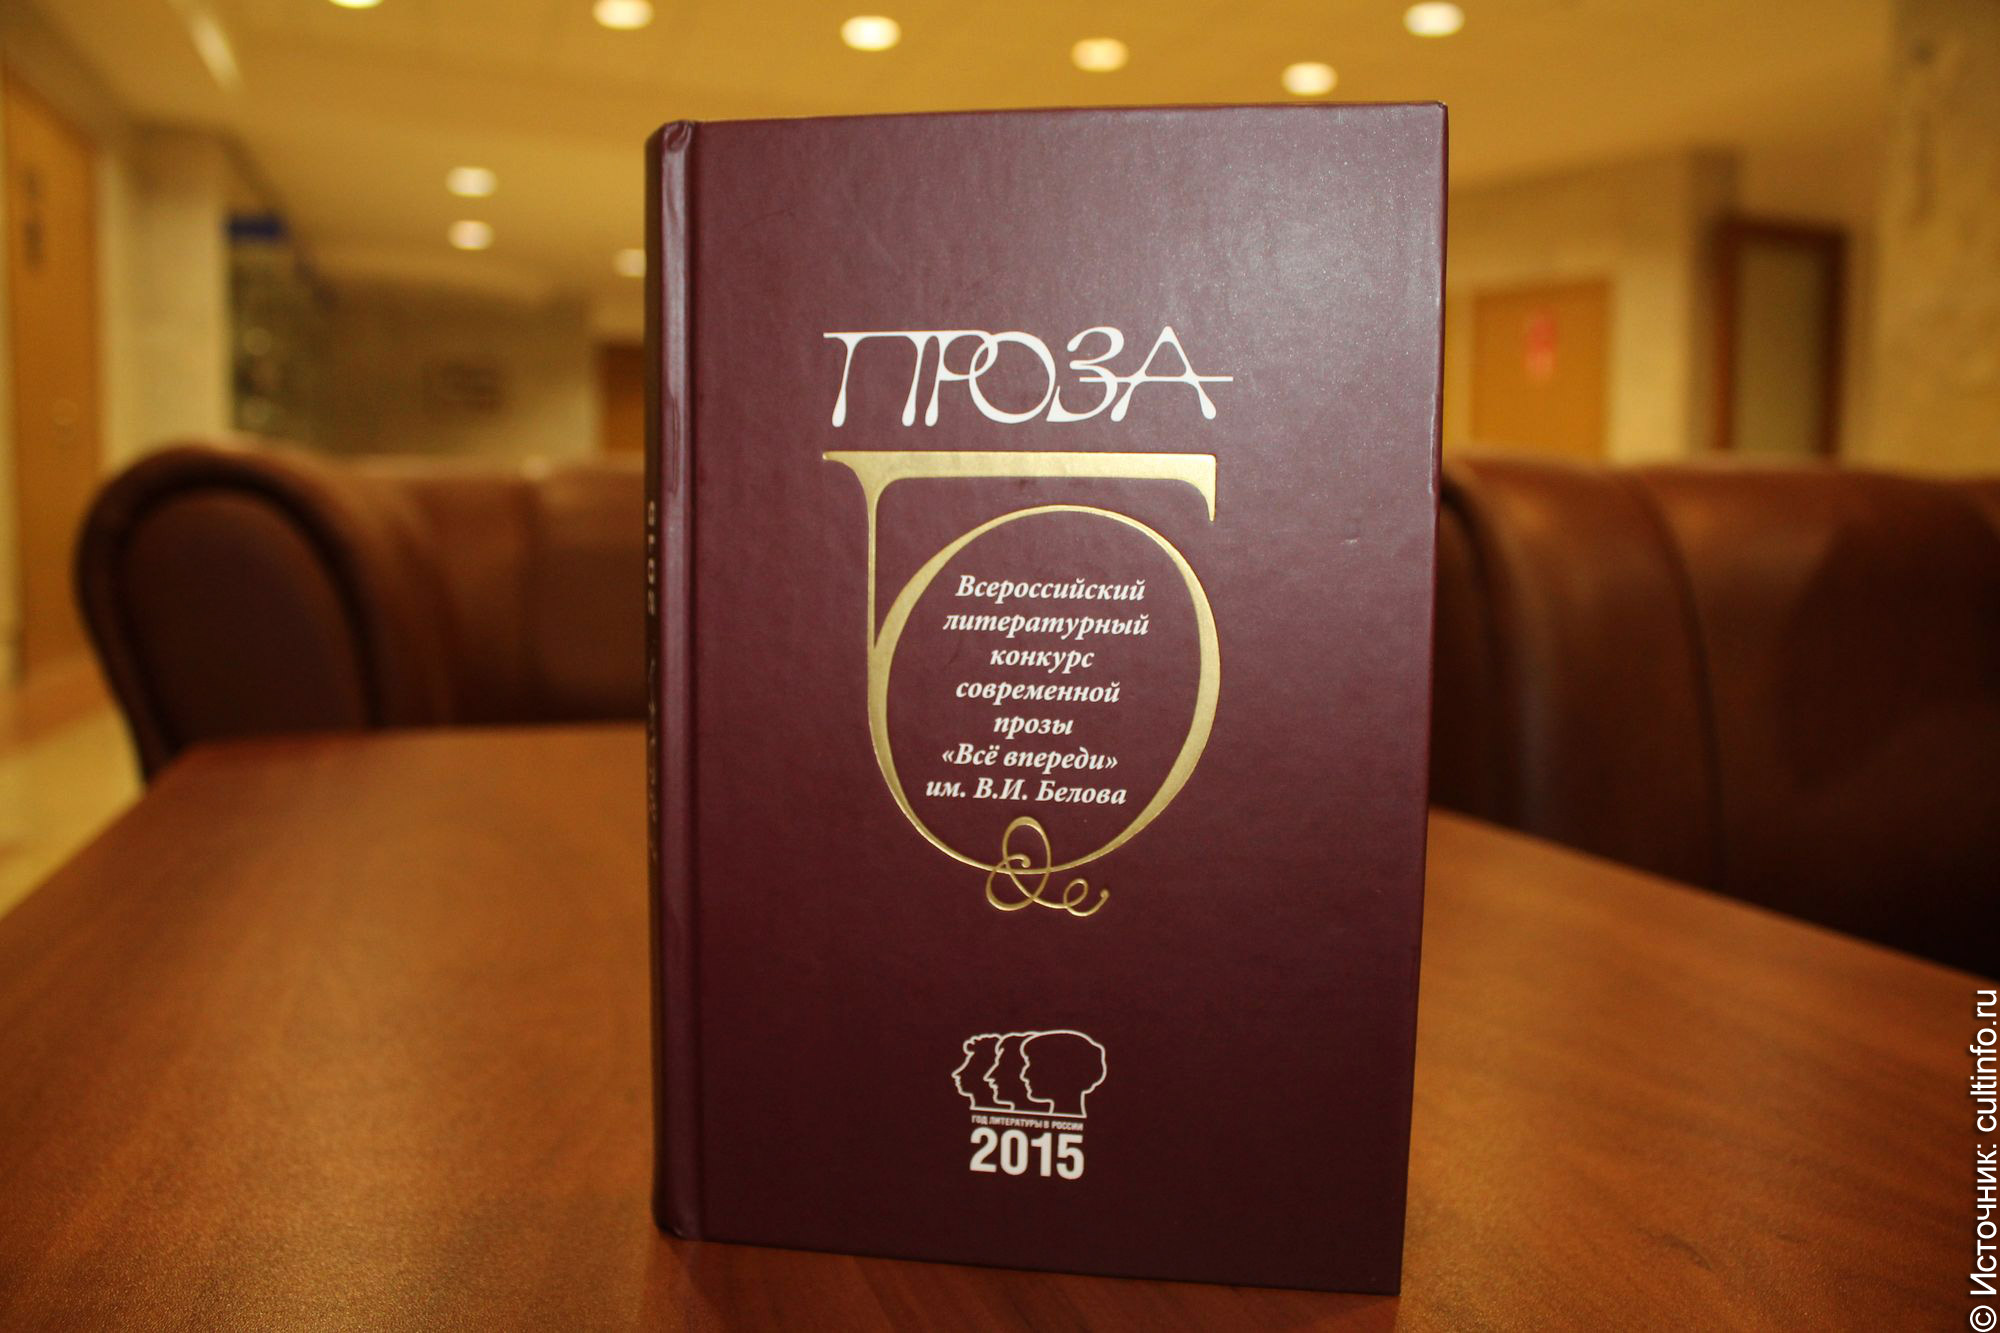 ПРОЗА
Б
Всероссийский
литературный
конкурс
современной
прозы
«Всё впереди»
им. В.И. Белова
ГОД ЛИТЕРАТУРЫ В РОССИИ
2015
© Источник: cultinfo.ru